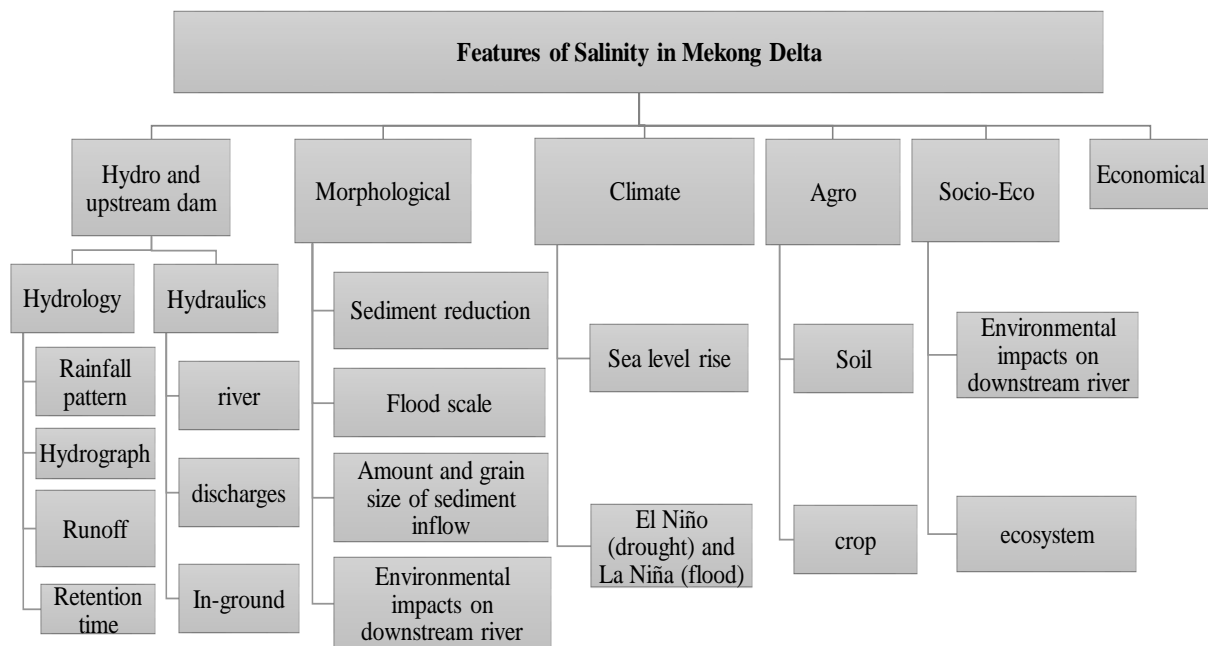 Features of Salinity in Mekong Delta
Hydro and
upstream dam
Morphological
Climate
Agro
Socio-Eco
Economical
Hydrology
Hydraulics
Rainfall
pattern
Hydrograph
Runoff
Retention
time
river
discharges
In-ground
Sediment reduction
Flood scale
Amount and grain
size of sediment
inflow
Environmental
impacts on
downstream river
Sea level rise
El Niño
(drought) and
La Niña (flood)
Soil
crop
Environmental
impacts on
downstream river
ecosystem